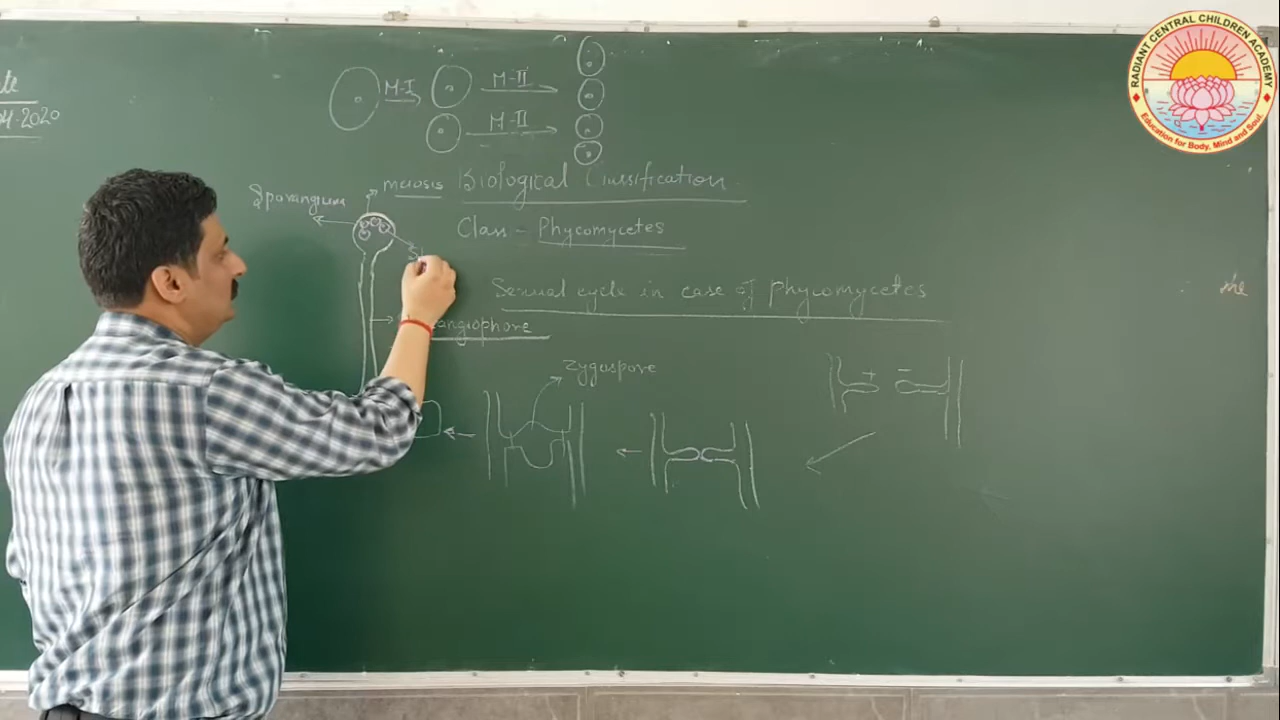 RADIANT CENTRAL CHILDREN ACADEMY
Education for Body, Mind and Soul.
M-I
M-II
M-II
te
04.2020
Sporangium
meiosis
Biological Classification
Class - Phycomycetes
Sexual cycle in case of phycomycetes
angiophore
zygospore
+ -